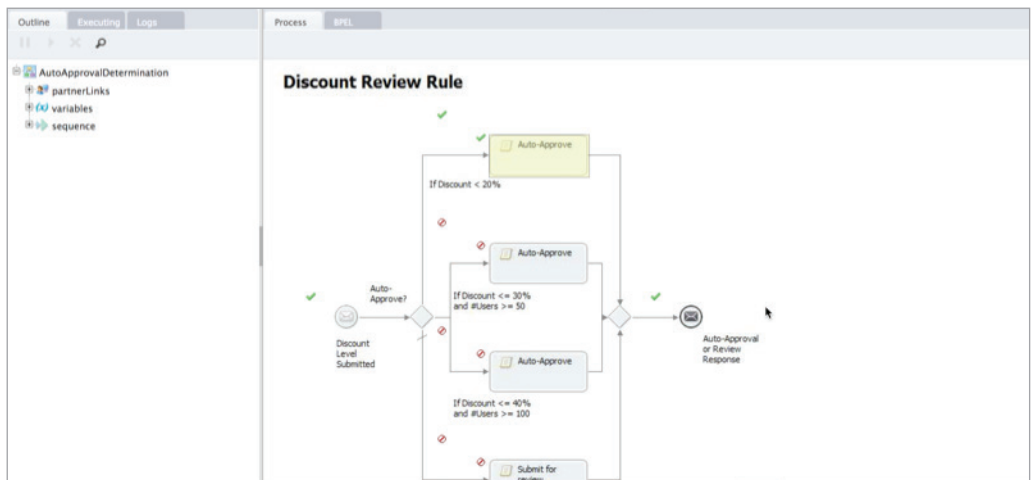 Outline Executing Logs
Process BPEL
AutoApprovalDetermination
partnerLinks
(x) variables
sequence
Discount Review Rule
Auto-Approve
If Discount < 20%
Auto-Approve
If Discount <= 30%
and #Users >= 50
Auto-
Approve?
Discount
Level
Submitted
Auto-Approve
If Discount <= 40%
and #Users >= 100
Auto-Approval
or Review
Response
Submit for
review